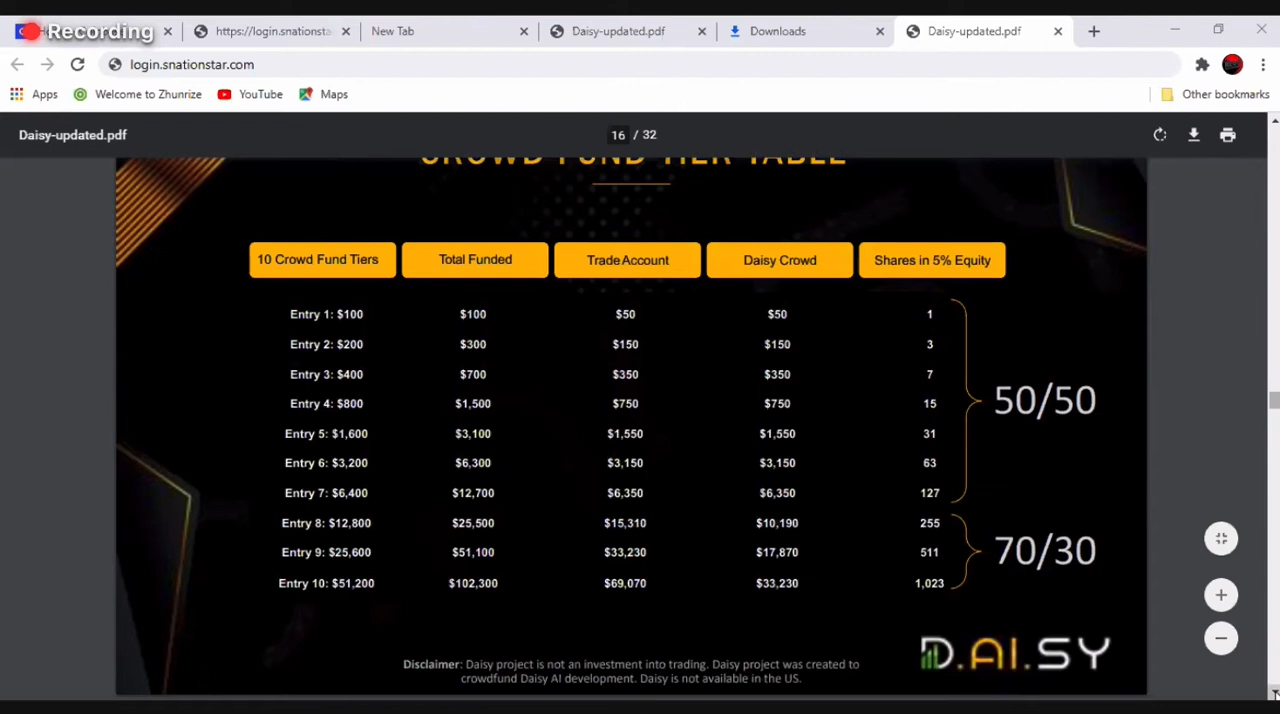 Recording
https://login.snationsta
New Tab
Daisy-updated.pdf
Downloads
Daisy-updated.pdf
login.snationstar.com
Apps
Welcome to Zhunrize
YouTube
Maps
Other bookmarks
Daisy-updated.pdf
16 / 32
CROWD FUND TIER TABLE
10 Crowd Fund Tiers Total Funded Trade Account Daisy Crowd Shares in 5% Equity
Entry 1: $100 $100 $50 $50 1
Entry 2: $200 $300 $150 $150 3
Entry 3: $400 $700 $350 $350 7
Entry 4: $800 $1,500 $750 $750 15
50/50
Entry 5: $1,600 $3,100 $1,550 $1,550 31
Entry 6: $3,200 $6,300 $3,150 $3,150 63
Entry 7: $6,400 $12,700 $6,350 $6,350 127
Entry 8: $12,800 $25,500 $15,310 $10,190 255
Entry 9: $25,600 $51,100 $33,230 $17,870 511
70/30
Entry 10: $51,200 $102,300 $69,070 $33,230 1,023
D.AI.SY
Disclaimer: Daisy project is not an investment into trading. Daisy project was created to
crowdfund Daisy AI development. Daisy is not available in the US.